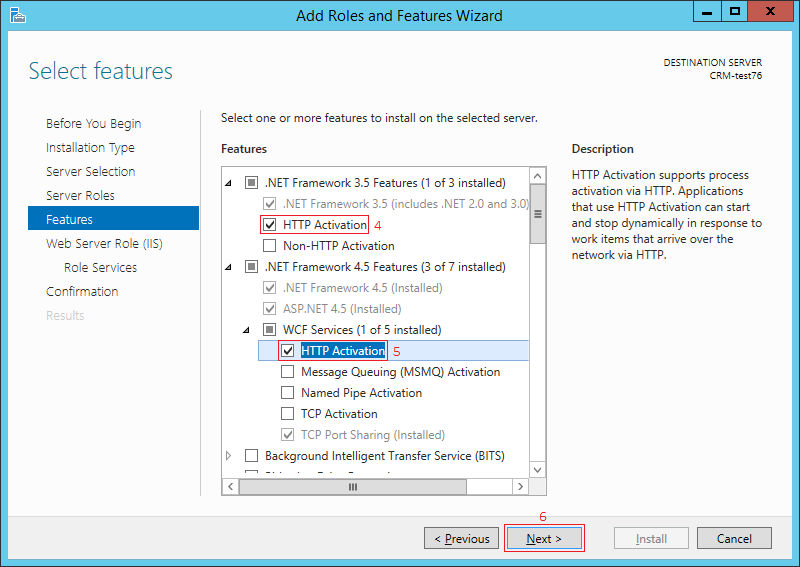 Add Roles and Features Wizard
Select features
DESTINATION SERVER
CRM-test76
Before You Begin
Installation Type
Server Selection
Server Roles
Features
Web Server Role (IIS)
Role Services
Confirmation
Results
Select one or more features to install on the selected server.
Features
.NET Framework 3.5 Features (1 of 3 installed)
.NET Framework 3.5 (includes .NET 2.0 and 3.0)
HTTP Activation 4
Non-HTTP Activation
.NET Framework 4.5 Features (3 of 7 installed)
.NET Framework 4.5 (Installed)
ASP.NET 4.5 (Installed)
WCF Services (1 of 5 installed)
HTTP Activation 5
Message Queuing (MSMQ) Activation
Named Pipe Activation
TCP Activation
TCP Port Sharing (Installed)
Background Intelligent Transfer Service (BITS)
Description
HTTP Activation supports process
activation via HTTP. Applications
that use HTTP Activation can start
and stop dynamically in response to
work items that arrive over the
network via HTTP.
6
< Previous
Next >
Install
Cancel